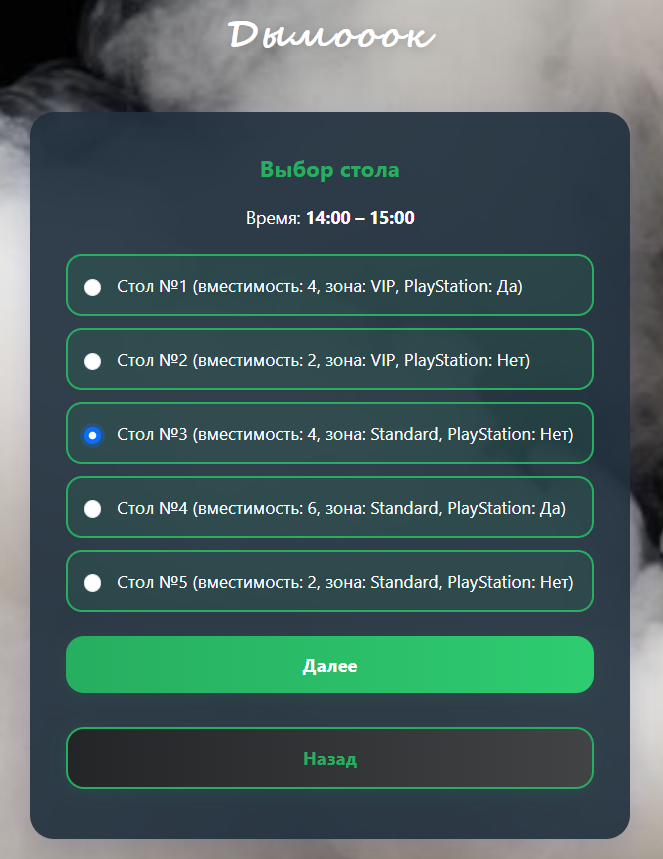 Дымооок
Выбор стола
Время: 14:00 – 15:00
Стол №1 (вместимость: 4, зона: VIP, PlayStation: Да)
Стол №2 (вместимость: 2, зона: VIP, PlayStation: Нет)
Стол №3 (вместимость: 4, зона: Standard, PlayStation: Нет)
Стол №4 (вместимость: 6, зона: Standard, PlayStation: Да)
Стол №5 (вместимость: 2, зона: Standard, PlayStation: Нет)
Далее
Назад